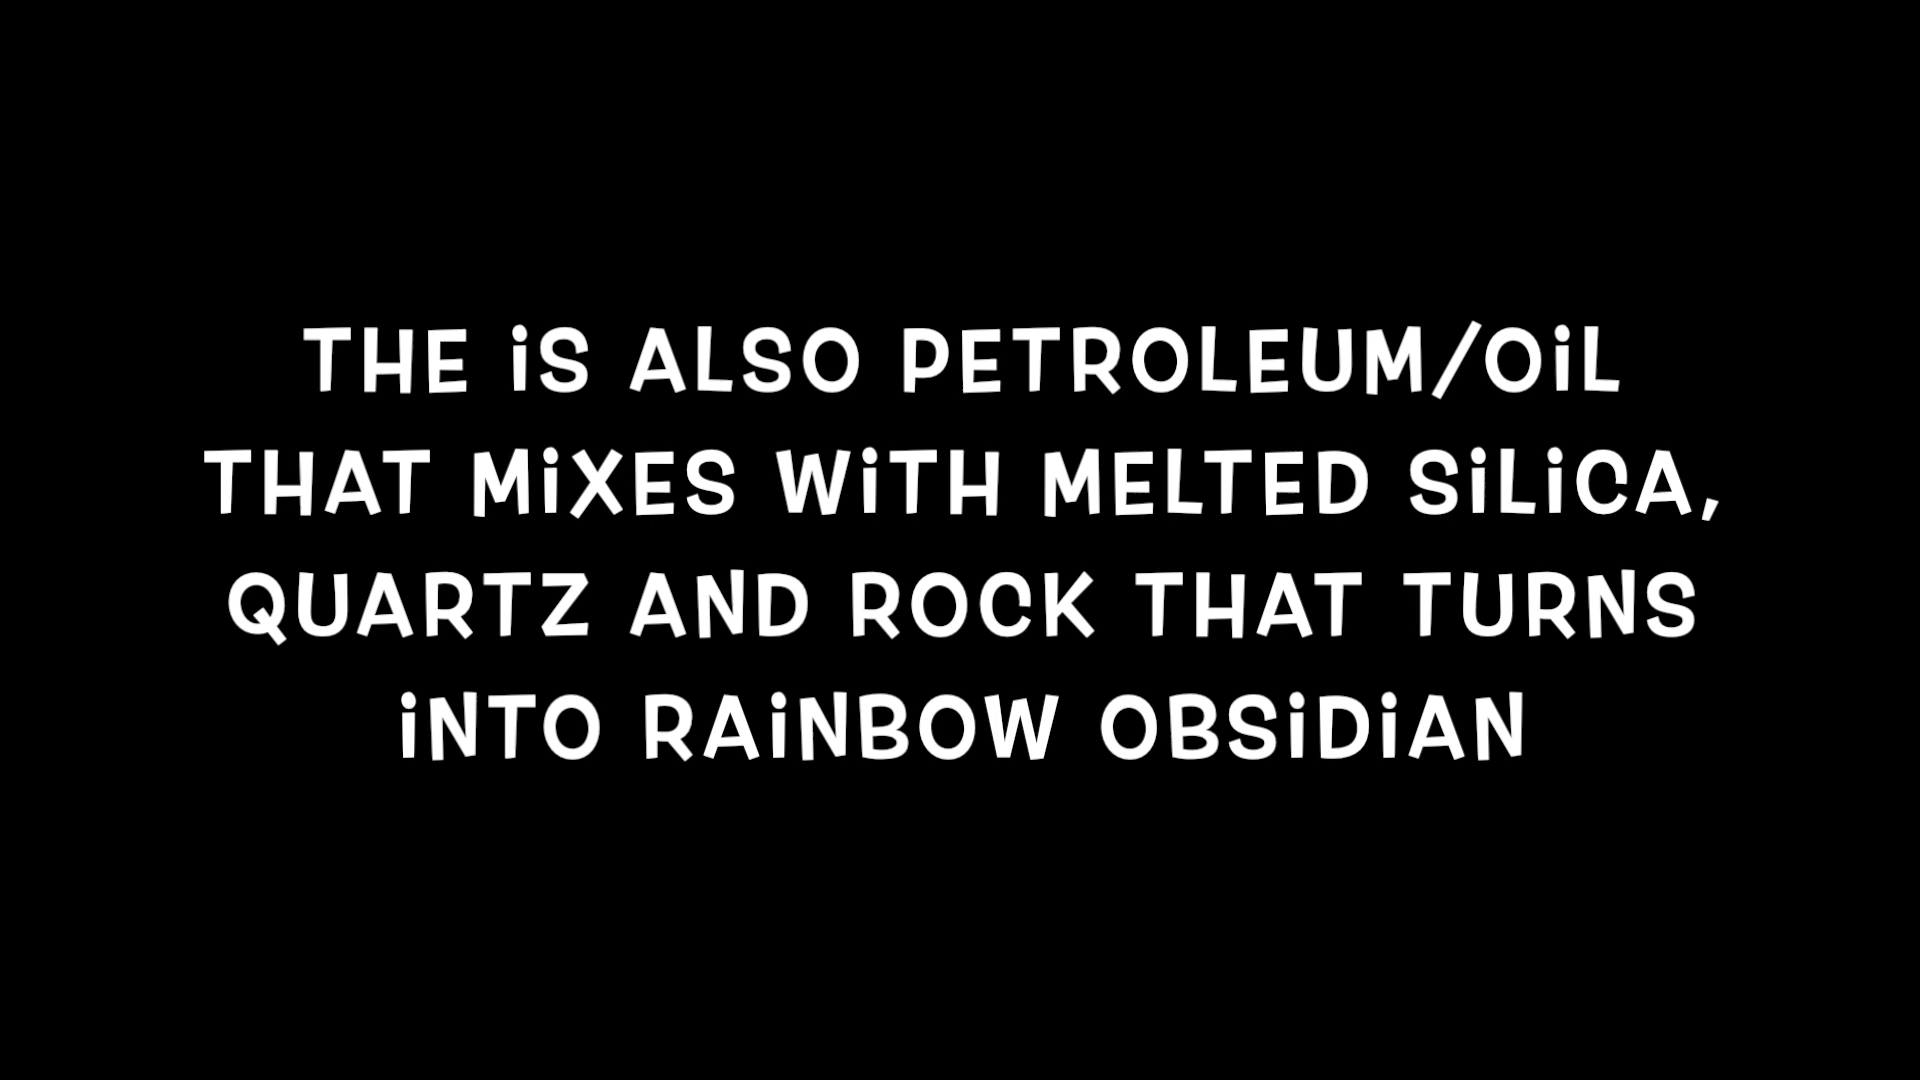 THE iS ALSO PETROLEUM/OiL
THAT MiXES WiTH MELTED SiLiCA,
QUARTZ AND ROCK THAT TURNS
iNTO RAiNBOW OBSiDiAN